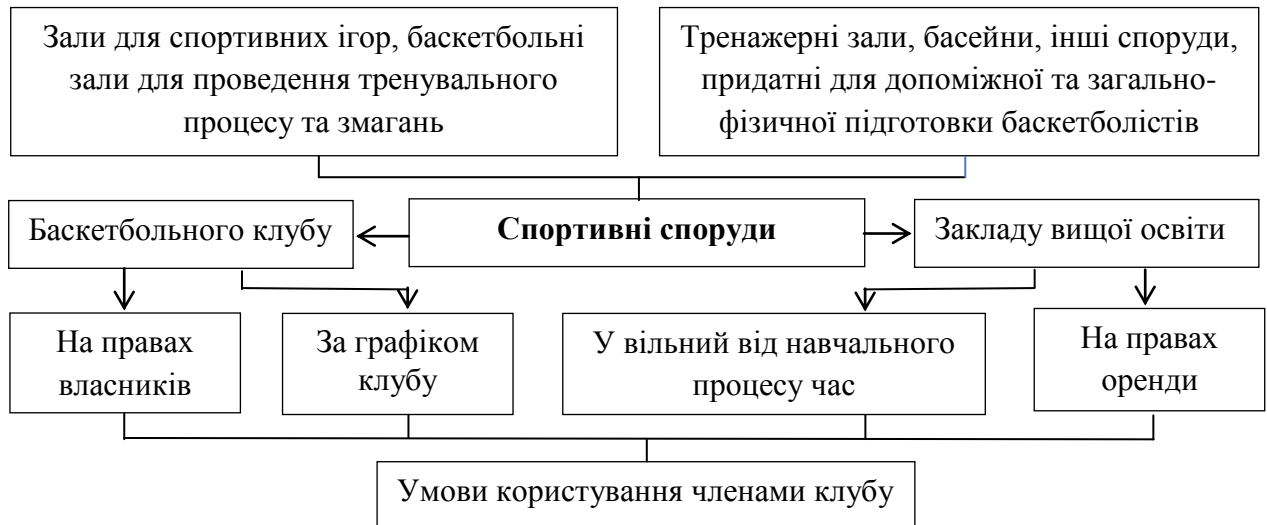 Зали для спортивних ігор, баскетбольні
зали для проведення тренувального
процесу та змагань
Тренажерні зали, басейни, інші споруди,
придатні для допоміжної та загально-
фізичної підготовки баскетболістів
Баскетбольного клубу
Спортивні споруди
Закладу вищої освіти
На правах
власників
За графіком
клубу
У вільний від навчального
процесу час
На правах
оренди
Умови користування членами клубу